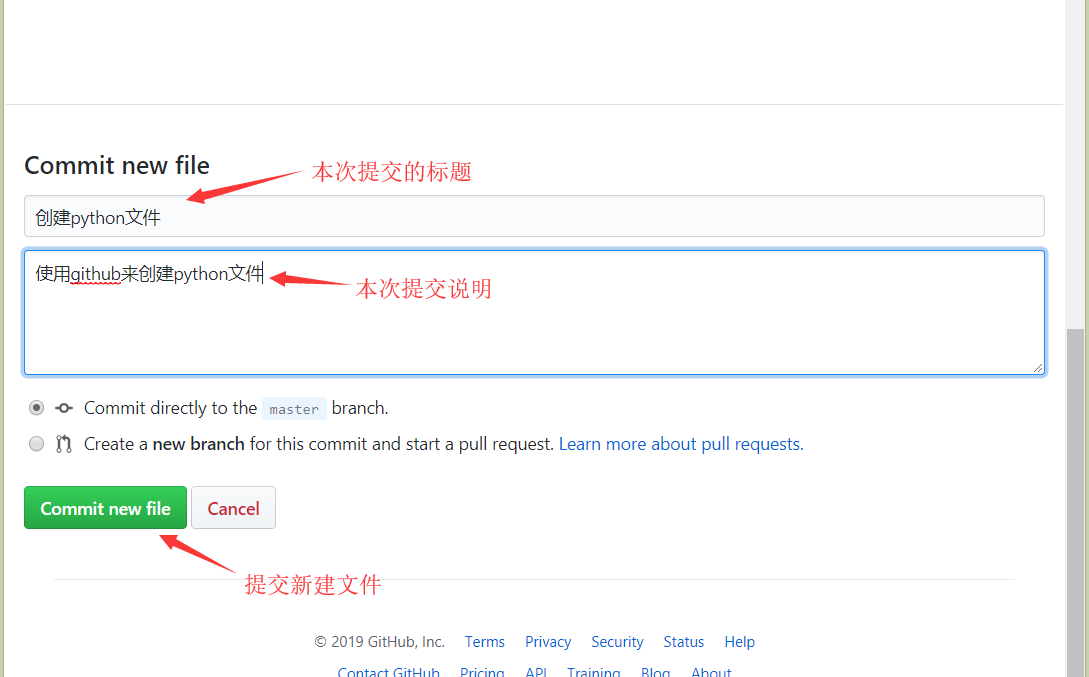 Commit new file
本次提交的标题
创建python文件
使用github来创建python文件
本次提交说明
Commit directly to the master branch.
Create a new branch for this commit and start a pull request. Learn more about pull requests.
Commit new file Cancel
提交新建文件
© 2019 GitHub, Inc. Terms Privacy Security Status Help
Contact GitHub Pricing API Training Blog About